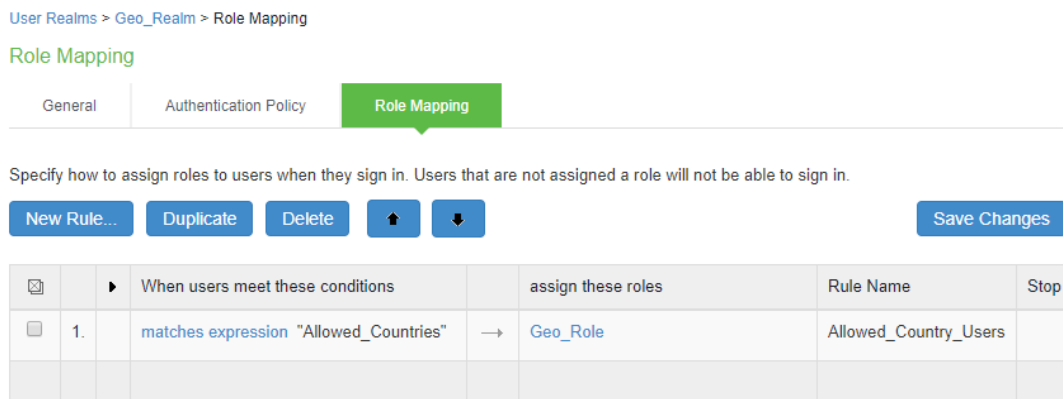 User Realms > Geo_Realm > Role Mapping
Role Mapping
General Authentication Policy Role Mapping
Specify how to assign roles to users when they sign in. Users that are not assigned a role will not be able to sign in.
New Rule... Duplicate Delete Save Changes
When users meet these conditions assign these roles Rule Name Stop
1. matches expression "Allowed_Countries" → Geo_Role Allowed_Country_Users